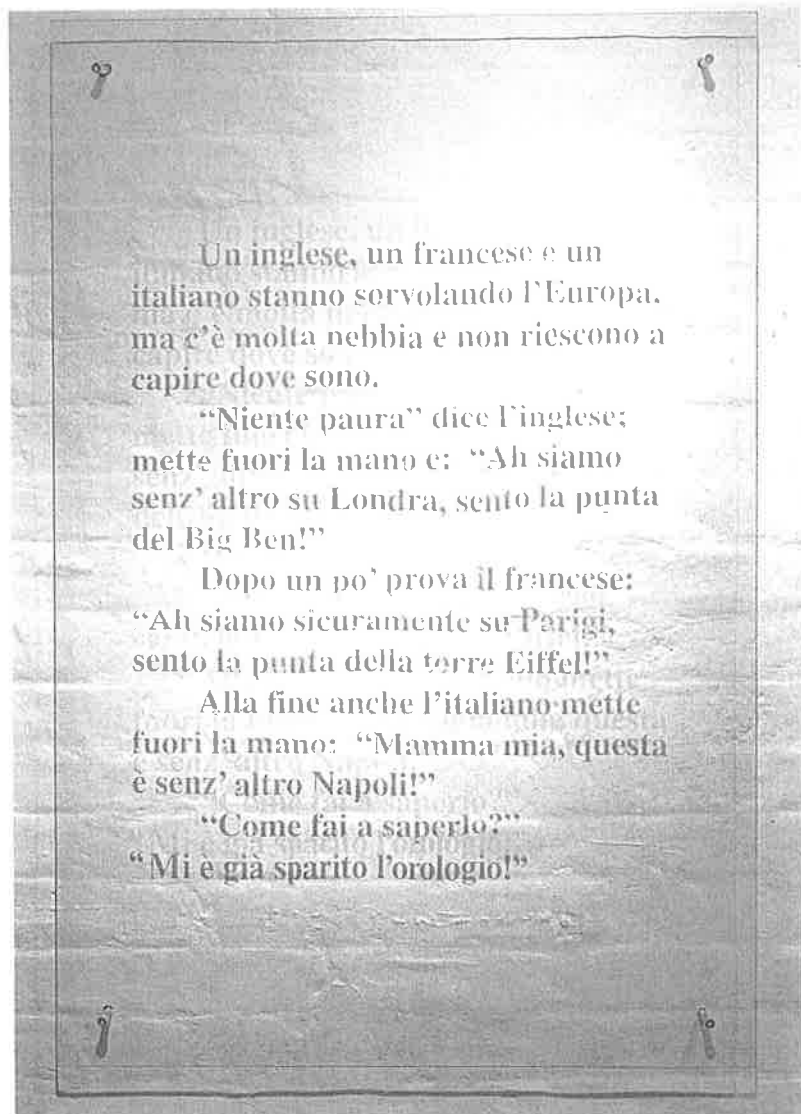 Un inglese, un francese e un
italiano stanno sorvolando l'Europa,
ma c'è molta nebbia e non riescono a
capire dove sono.
“Niente paura” dice l'inglese;
mette fuori la mano e: “Ah siamo
senz' altro su Londra, sento la punta
del Big Ben!”
Dopo un po' prova il francese:
“Ah siamo sicuramente su Parigi,
sento la punta della torre Eiffel!”
Alla fine anche l'italiano mette
fuori la mano: “Mamma mia, questa
è senz' altro Napoli!”
“Come fai a saperlo?”
“Mi è già sparito l'orologio!”